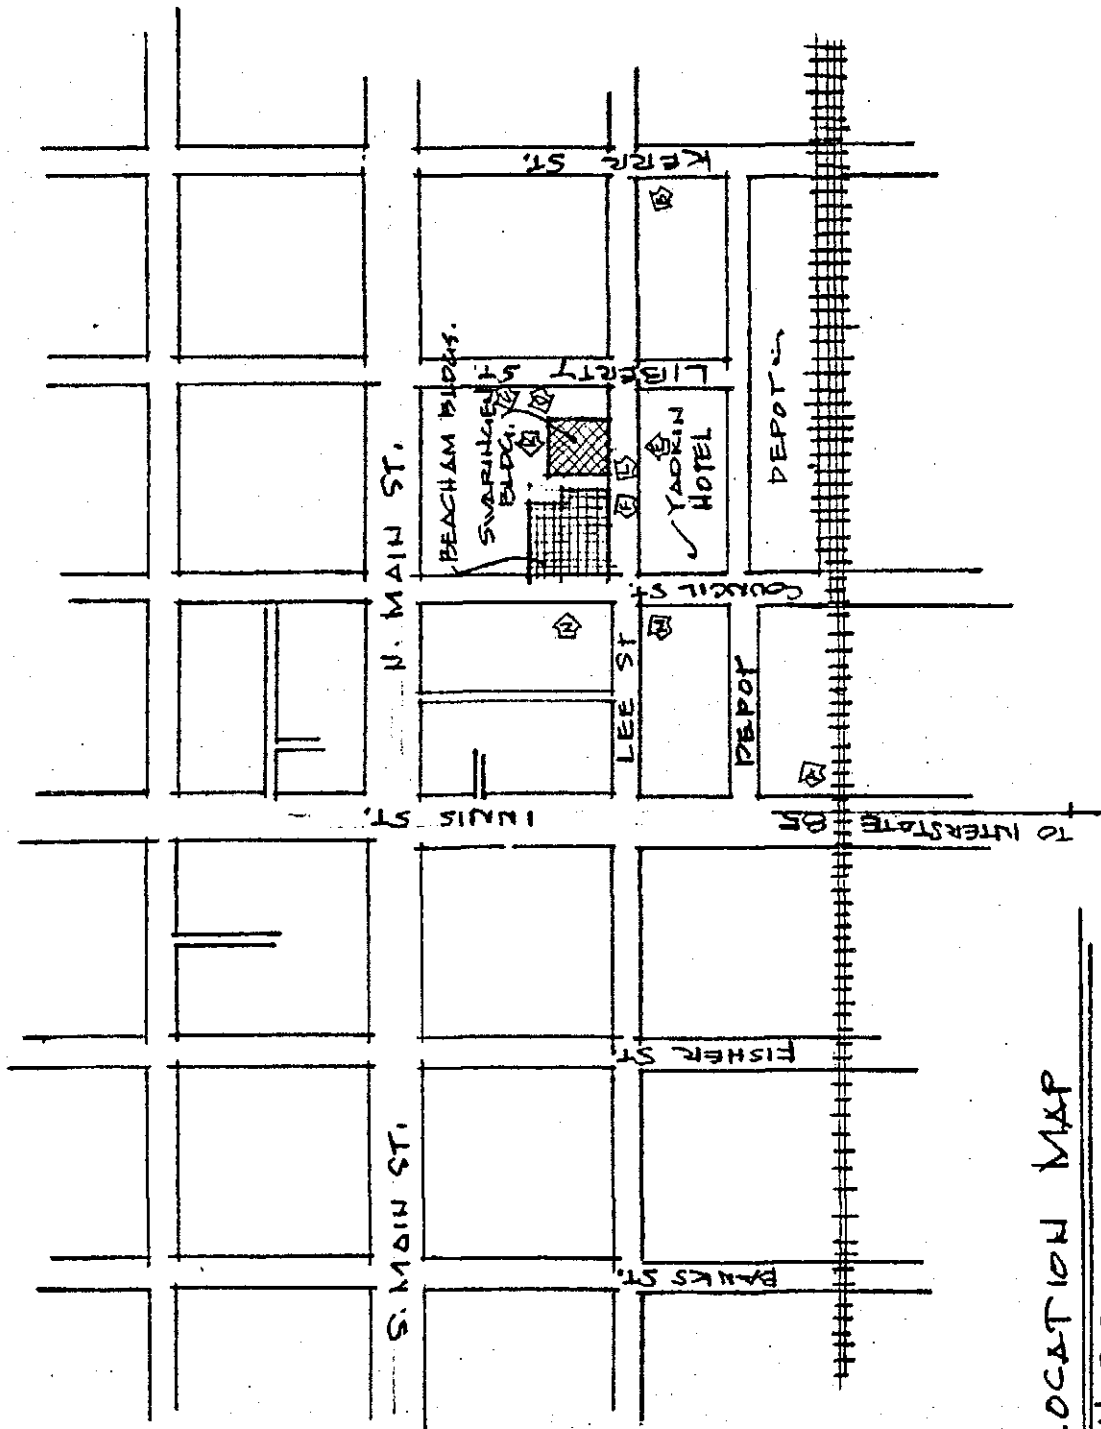 KERR ST.
LIBERTY ST.
BEACHAM BLDGS.
SWARINGEN
BLDG.
N. MAIN ST.
YADKIN
HOTEL
DEPOT
COUNCIL ST.
LEE ST
DEPOT
INNIS ST.
TO INTERSTATE 85
FISHER ST.
S. MAIN ST.
BANKS ST.
OCATION MAP